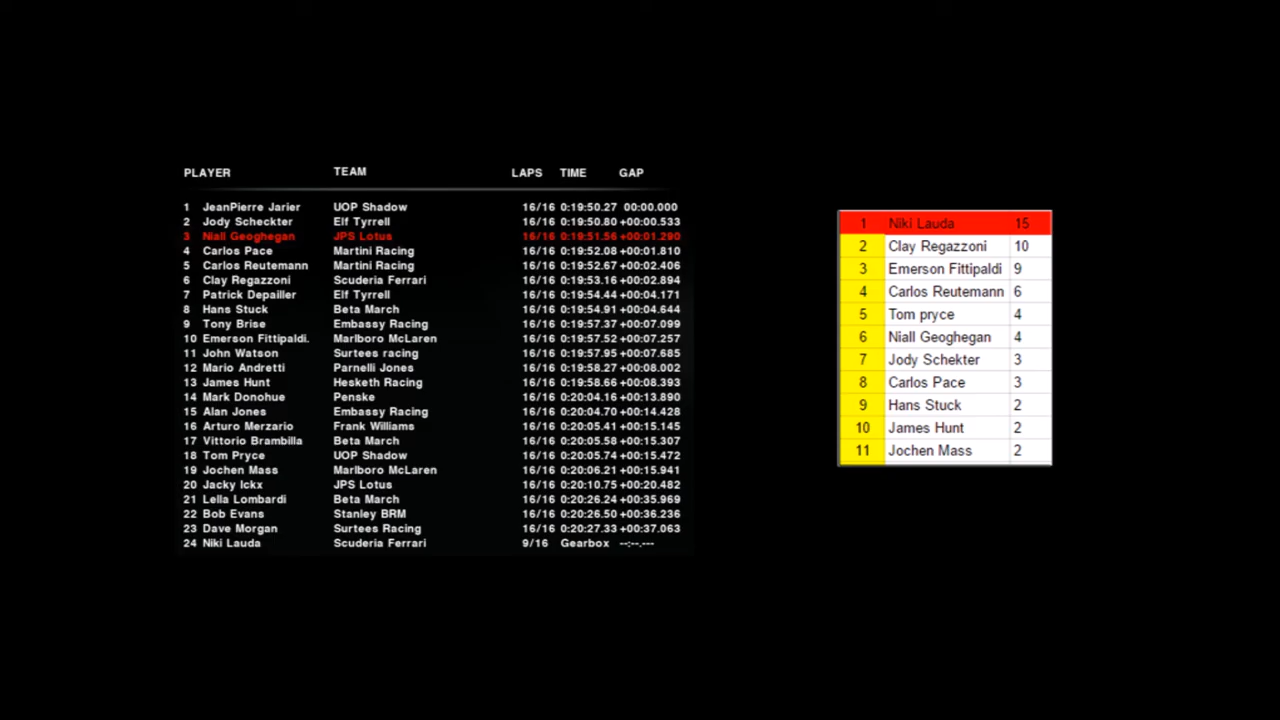 PLAYER TEAM LAPS TIME GAP
1 JeanPierre Jarier UOP Shadow 16/16 0:19:50.27 00:00.000
2 Jody Scheckter Elf Tyrrell 16/16 0:19:50.80 +00:00.533
3 Niall Geoghegan JPS Lotus 16/16 0:19:51.56 +00:01.290
4 Carlos Pace Martini Racing 16/16 0:19:52.08 +00:01.810
5 Carlos Reutemann Martini Racing 16/16 0:19:52.67 +00:02.406
6 Clay Regazzoni Scuderia Ferrari 16/16 0:19:53.16 +00:02.894
7 Patrick Depailler Elf Tyrrell 16/16 0:19:54.44 +00:04.171
8 Hans Stuck Beta March 16/16 0:19:54.91 +00:04.644
9 Tony Brise Embassy Racing 16/16 0:19:57.37 +00:07.099
10 Emerson Fittipaldi. Marlboro McLaren 16/16 0:19:57.52 +00:07.257
11 John Watson Surtees racing 16/16 0:19:57.95 +00:07.685
12 Mario Andretti Parnelli Jones 16/16 0:19:58.27 +00:08.002
13 James Hunt Hesketh Racing 16/16 0:19:58.66 +00:08.393
14 Mark Donohue Penske 16/16 0:20:04.16 +00:13.890
15 Alan Jones Embassy Racing 16/16 0:20:04.70 +00:14.428
16 Arturo Merzario Frank Williams 16/16 0:20:05.41 +00:15.145
17 Vittorio Brambilla Beta March 16/16 0:20:05.58 +00:15.307
18 Tom Pryce UOP Shadow 16/16 0:20:05.74 +00:15.472
19 Jochen Mass Marlboro McLaren 16/16 0:20:06.21 +00:15.941
20 Jacky Ickx JPS Lotus 16/16 0:20:10.75 +00:20.482
21 Lella Lombardi Beta March 16/16 0:20:26.24 +00:35.969
22 Bob Evans Stanley BRM 16/16 0:20:26.50 +00:36.236
23 Dave Morgan Surtees Racing 16/16 0:20:27.33 +00:37.063
24 Niki Lauda Scuderia Ferrari 9/16 Gearbox --:--.---
1 Niki Lauda 15
2 Clay Regazzoni 10
3 Emerson Fittipaldi 9
4 Carlos Reutemann 6
5 Tom pryce 4
6 Niall Geoghegan 4
7 Jody Schekter 3
8 Carlos Pace 3
9 Hans Stuck 2
10 James Hunt 2
11 Jochen Mass 2